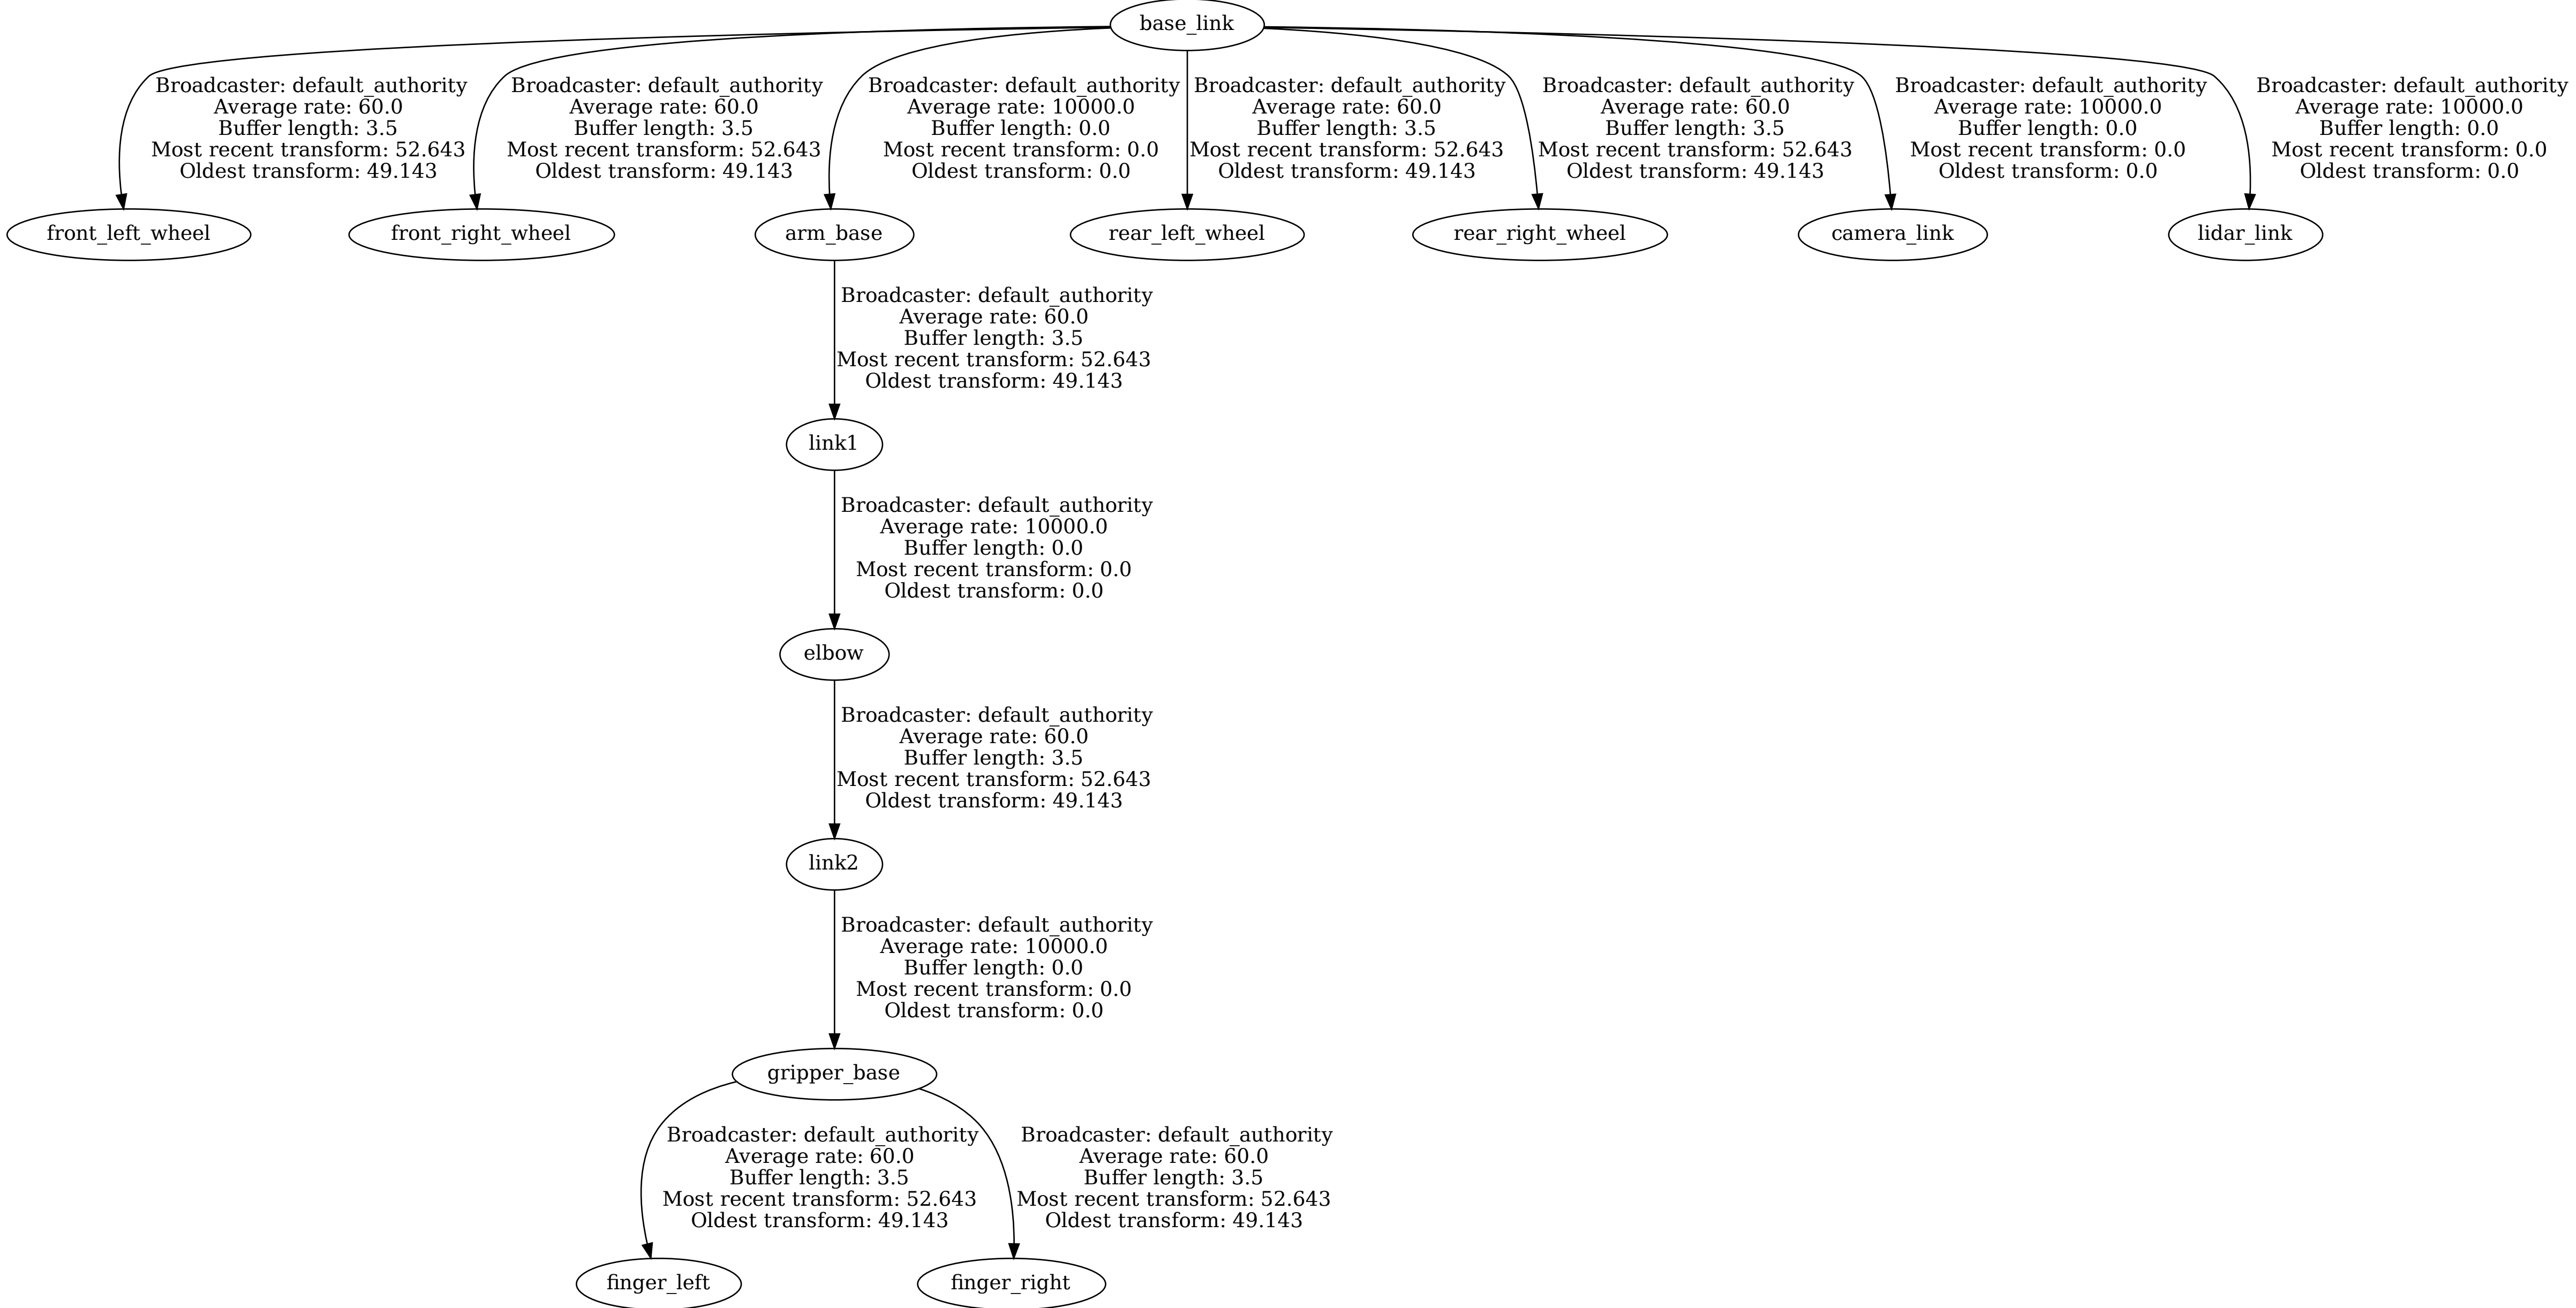 base_link
Broadcaster: default_authority
Average rate: 60.0
Buffer length: 3.5
Most recent transform: 52.643
Oldest transform: 49.143
Broadcaster: default_authority
Average rate: 60.0
Buffer length: 3.5
Most recent transform: 52.643
Oldest transform: 49.143
Broadcaster: default_authority
Average rate: 10000.0
Buffer length: 0.0
Most recent transform: 0.0
Oldest transform: 0.0
Broadcaster: default_authority
Average rate: 60.0
Buffer length: 3.5
Most recent transform: 52.643
Oldest transform: 49.143
Broadcaster: default_authority
Average rate: 60.0
Buffer length: 3.5
Most recent transform: 52.643
Oldest transform: 49.143
Broadcaster: default_authority
Average rate: 10000.0
Buffer length: 0.0
Most recent transform: 0.0
Oldest transform: 0.0
Broadcaster: default_authority
Average rate: 10000.0
Buffer length: 0.0
Most recent transform: 0.0
Oldest transform: 0.0
front_left_wheel
front_right_wheel
arm_base
rear_left_wheel
rear_right_wheel
camera_link
lidar_link
Broadcaster: default_authority
Average rate: 60.0
Buffer length: 3.5
Most recent transform: 52.643
Oldest transform: 49.143
link1
Broadcaster: default_authority
Average rate: 10000.0
Buffer length: 0.0
Most recent transform: 0.0
Oldest transform: 0.0
elbow
Broadcaster: default_authority
Average rate: 60.0
Buffer length: 3.5
Most recent transform: 52.643
Oldest transform: 49.143
link2
Broadcaster: default_authority
Average rate: 10000.0
Buffer length: 0.0
Most recent transform: 0.0
Oldest transform: 0.0
gripper_base
Broadcaster: default_authority
Average rate: 60.0
Buffer length: 3.5
Most recent transform: 52.643
Oldest transform: 49.143
Broadcaster: default_authority
Average rate: 60.0
Buffer length: 3.5
Most recent transform: 52.643
Oldest transform: 49.143
finger_left
finger_right